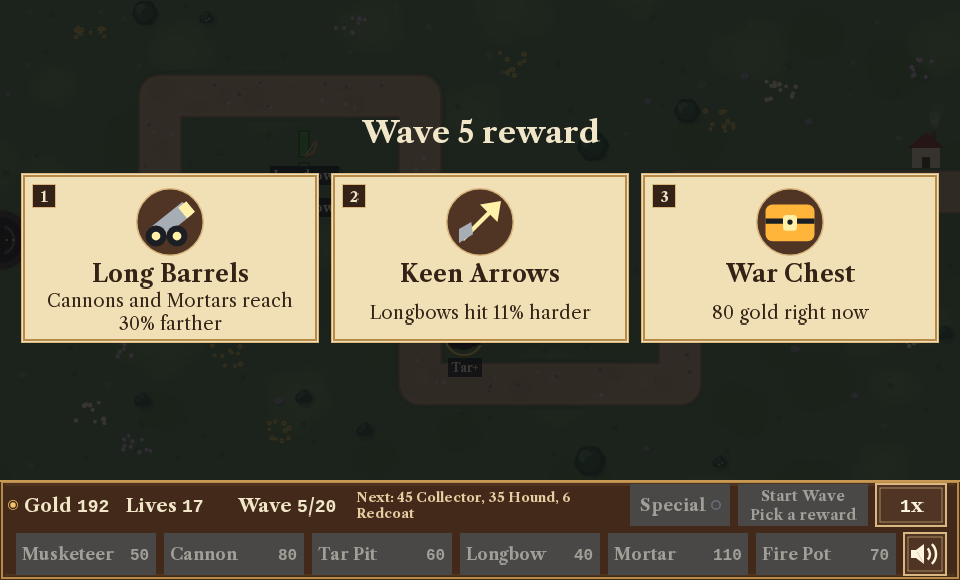 Wave 5 reward
1
Long Barrels
Cannons and Mortars reach
30% farther
2
Keen Arrows
Longbows hit 11% harder
3
War Chest
80 gold right now
Tar+
Gold 192
Lives 17
Wave 5/20
Next: 45 Collector, 35 Hound, 6
Redcoat
Special
Start Wave
Pick a reward
1x
Musketeer 50
Cannon 80
Tar Pit 60
Longbow 40
Mortar 110
Fire Pot 70